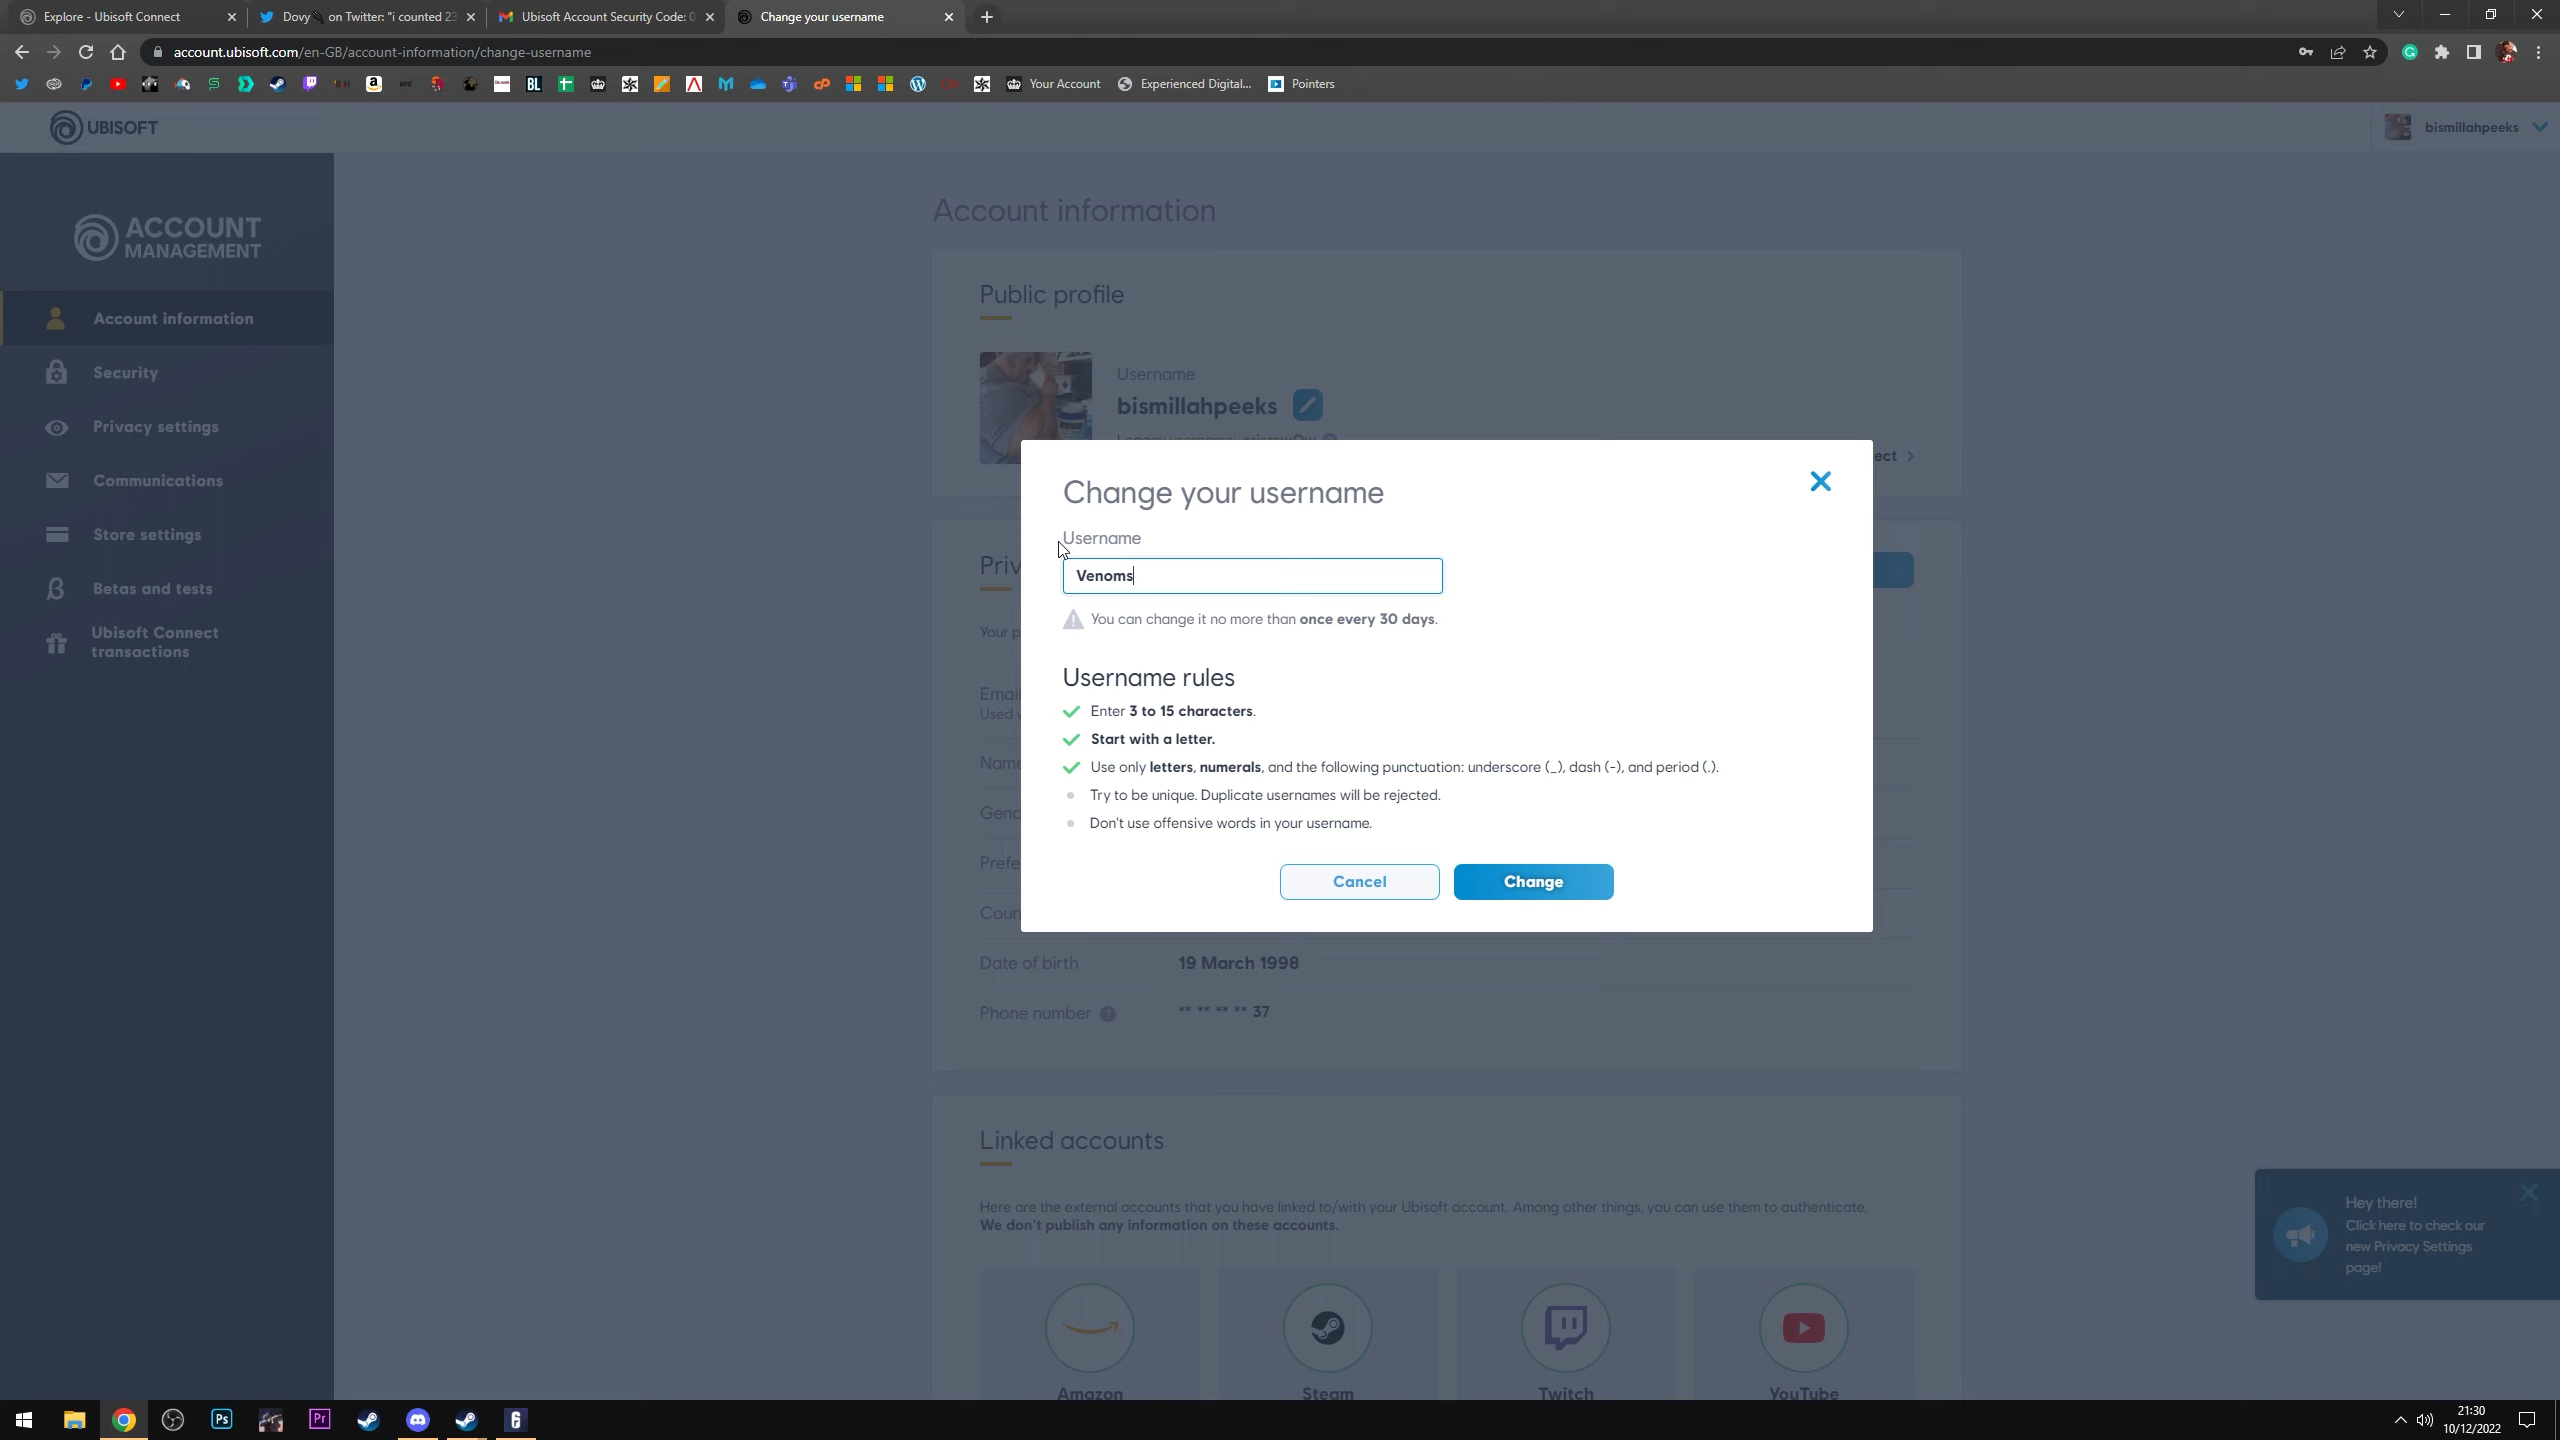 Explore - Ubisoft Connect
Dovy on Twitter: "i counted 23
Ubisoft Account Security Code: 0
Change your username
account.ubisoft.com/en-GB/account-information/change-username
Your Account
Experienced Digital...
Pointers
UBISOFT
bismillahpeeks
ACCOUNT
MANAGEMENT
Account information
Security
Privacy settings
Communications
Store settings
Betas and tests
Ubisoft Connect
transactions
Account information
Public profile
Username
bismillahpeeks
Change your username
Username
Venoms
You can change it no more than once every 30 days.
Username rules
Enter 3 to 15 characters.
Start with a letter.
Use only letters, numerals, and the following punctuation: underscore (_), dash (-), and period (.).
Try to be unique. Duplicate usernames will be rejected.
Don't use offensive words in your username.
Cancel
Change
Date of birth
19 March 1998
Phone number
** ** ** ** 37
Linked accounts
Here are the external accounts that you have linked to/with your Ubisoft account. Among other things, you can use them to authenticate.
We don't publish any information on these accounts.
Amazon
Steam
Twitch
YouTube
Hey there!
Click here to check our
new Privacy Settings
page!
21:30
10/12/2022